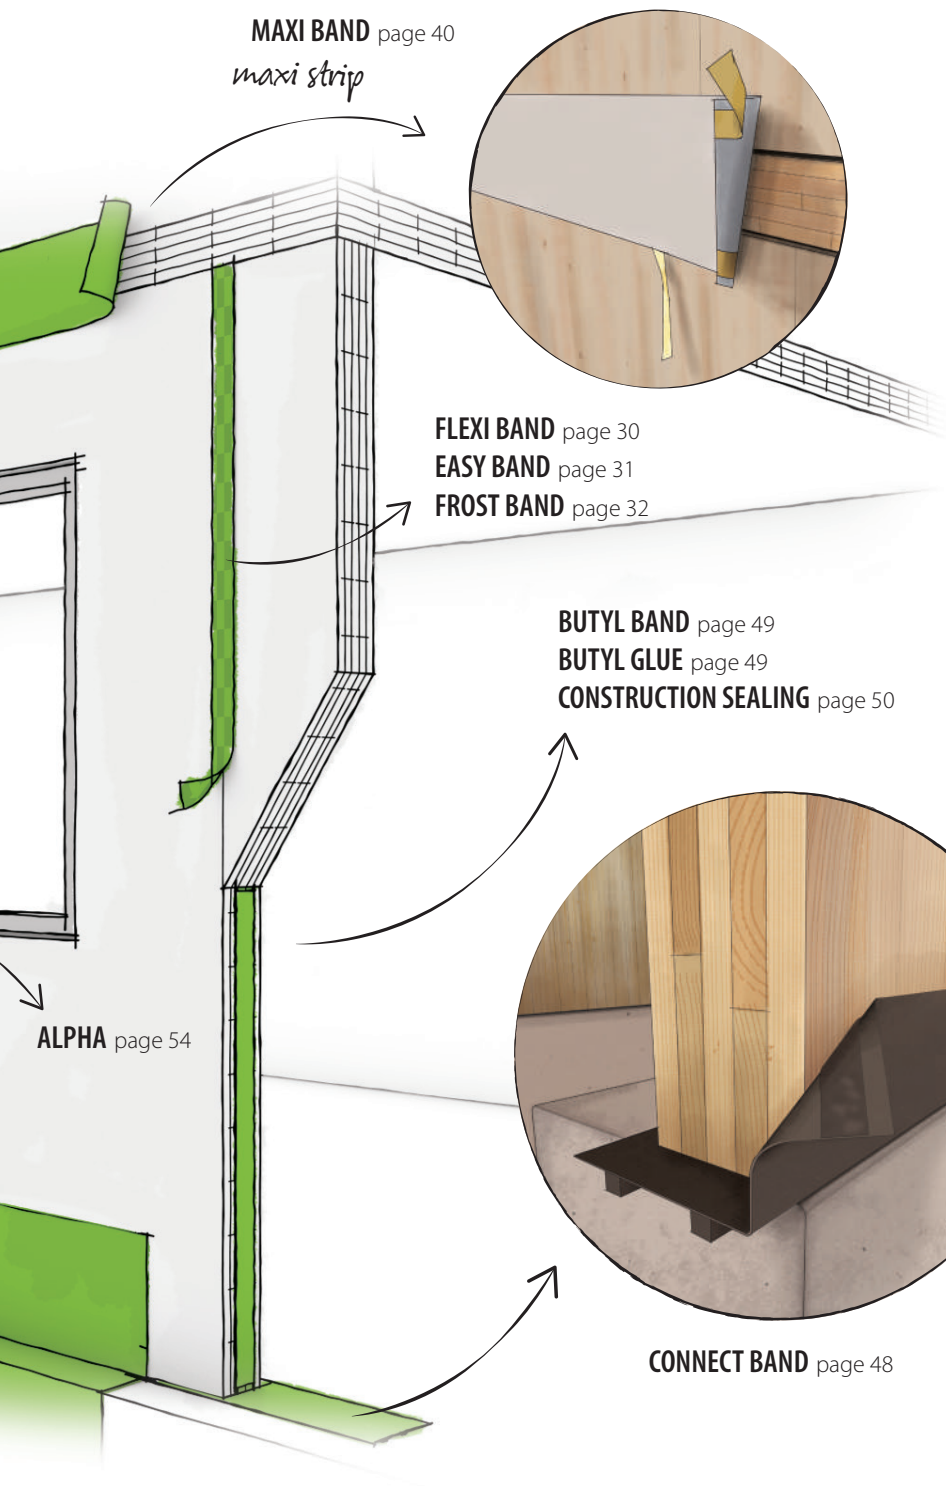 MAXI BAND page 40
maxi strip
FLEXI BAND page 30
EASY BAND page 31
FROST BAND page 32
BUTYL BAND page 49
BUTYL GLUE page 49
CONSTRUCTION SEALING page 50
ALPHA page 54
CONNECT BAND page 48